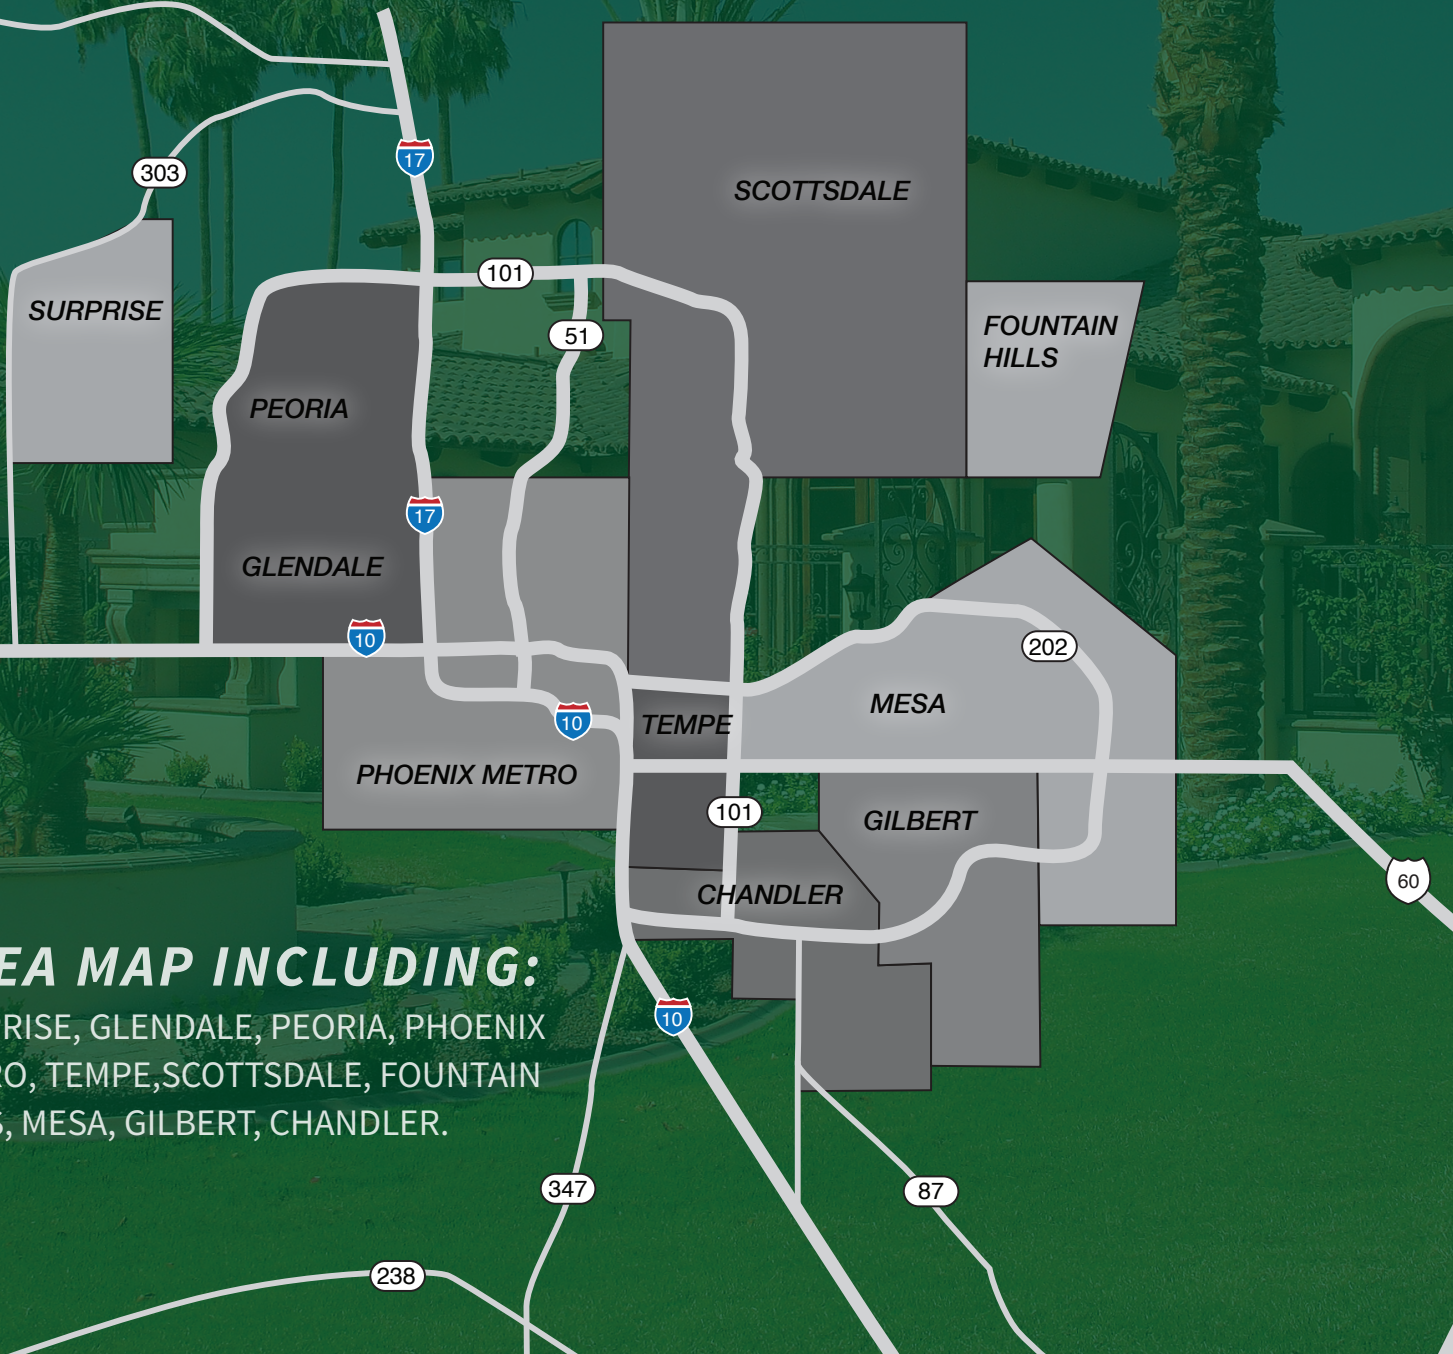 303
17
SCOTTSDALE
101
SURPRISE
51
FOUNTAIN
HILLS
PEORIA
17
GLENDALE
10
202
MESA
10
TEMPE
PHOENIX METRO
101
GILBERT
60
CHANDLER
EA MAP INCLUDING:
RISE, GLENDALE, PEORIA, PHOENIX
O, TEMPE,SCOTTSDALE, FOUNTAIN
S, MESA, GILBERT, CHANDLER.
10
347
87
238